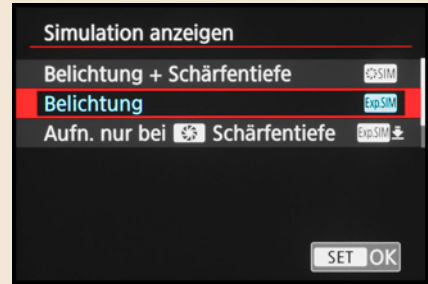 Simulation anzeigen
Belichtung + Schärfentiefe SIM
Belichtung Exp.SIM
Aufn. nur bei Schärfentiefe Exp.SIM
SET OK